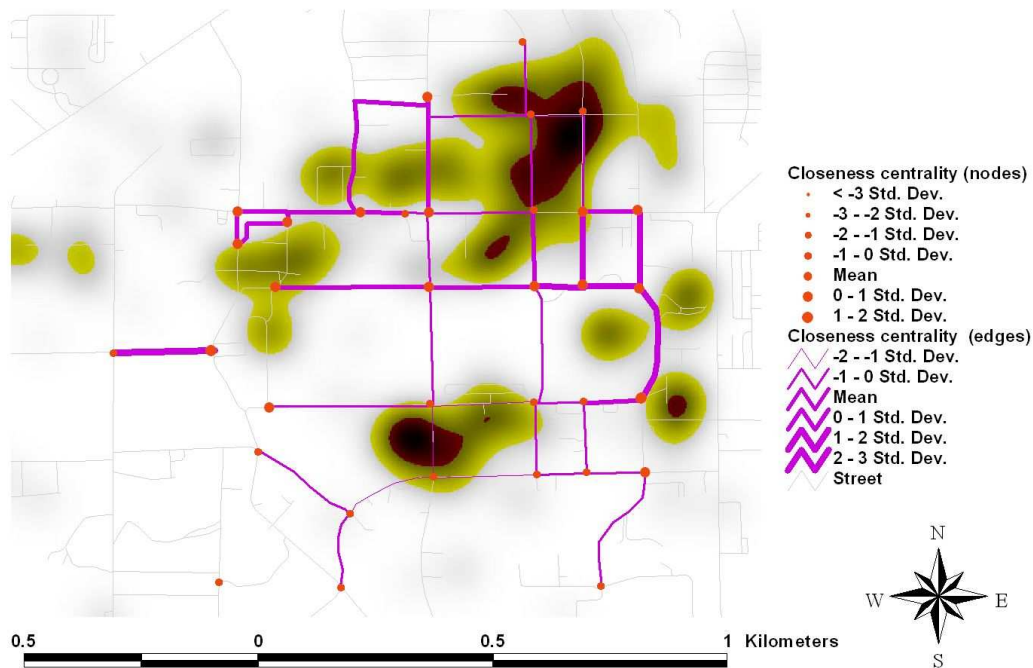 Closeness centrality (nodes)
< -3 Std. Dev.
-3 - -2 Std. Dev.
-2 - -1 Std. Dev.
-1 - 0 Std. Dev.
Mean
0 - 1 Std. Dev.
1 - 2 Std. Dev.
Closeness centrality (edges)
-2 - -1 Std. Dev.
-1 - 0 Std. Dev.
Mean
0 - 1 Std. Dev.
1 - 2 Std. Dev.
2 - 3 Std. Dev.
Street
N
W E
S
0.5 0 0.5 1 Kilometers